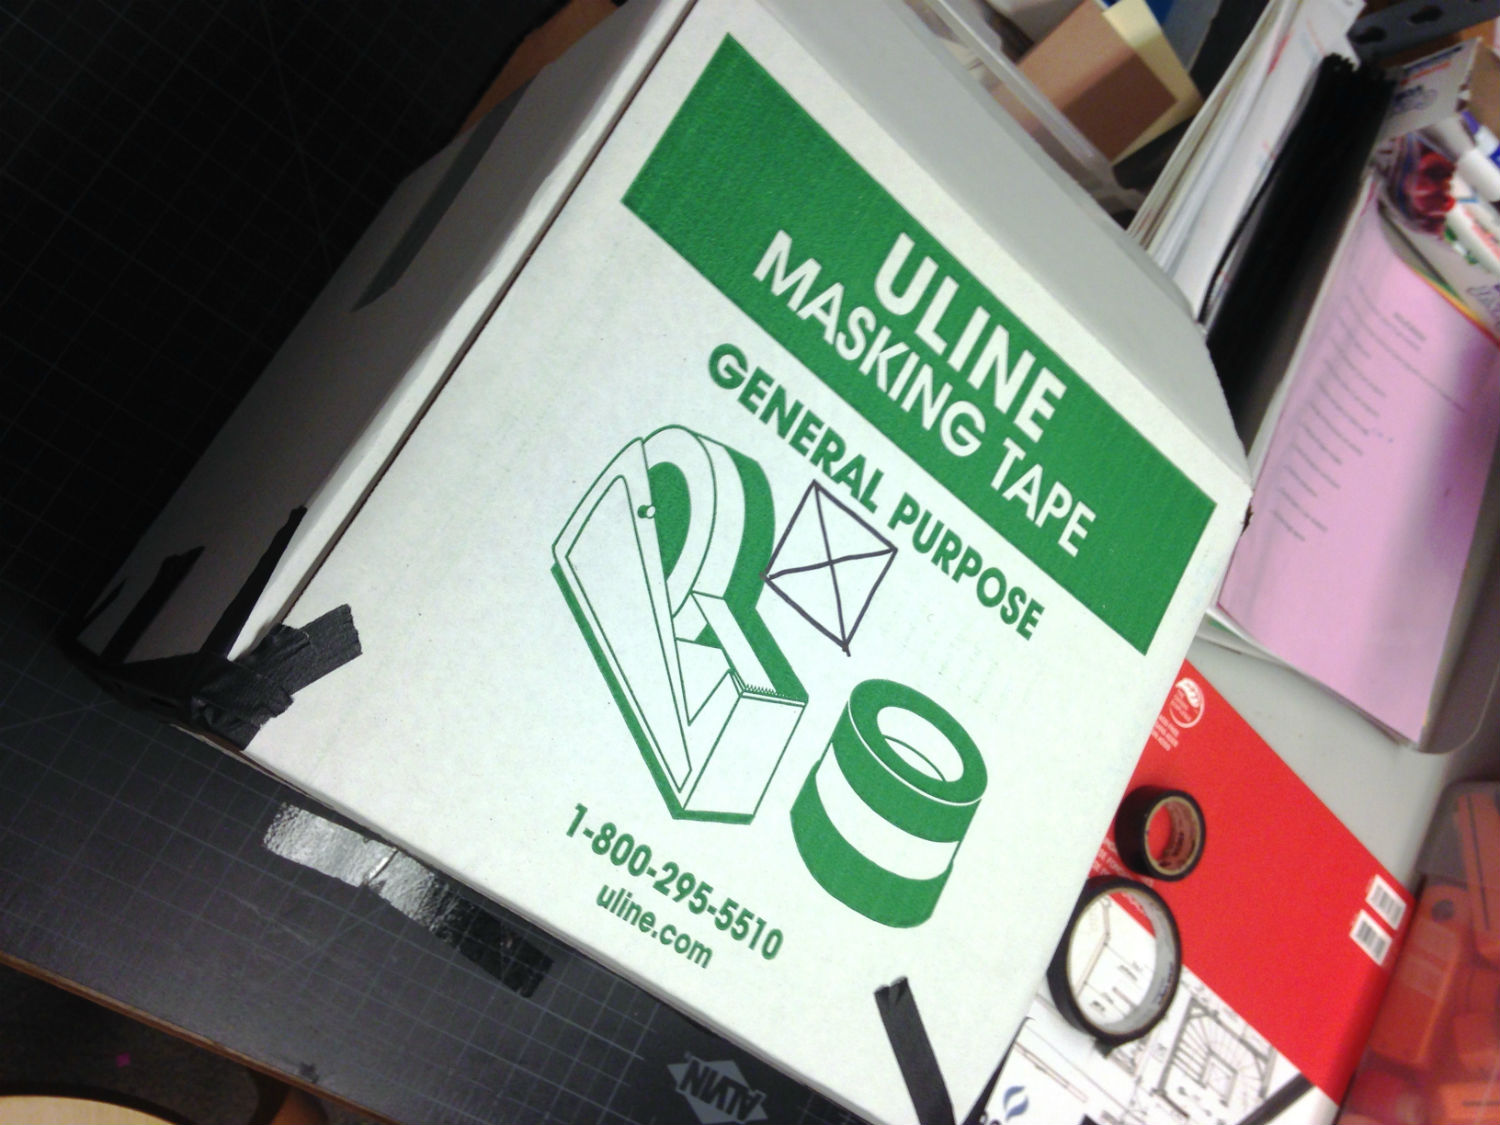 ULINE
MASKING TAPE
GENERAL PURPOSE
1-800-295-5510
uline.com
ALVIN